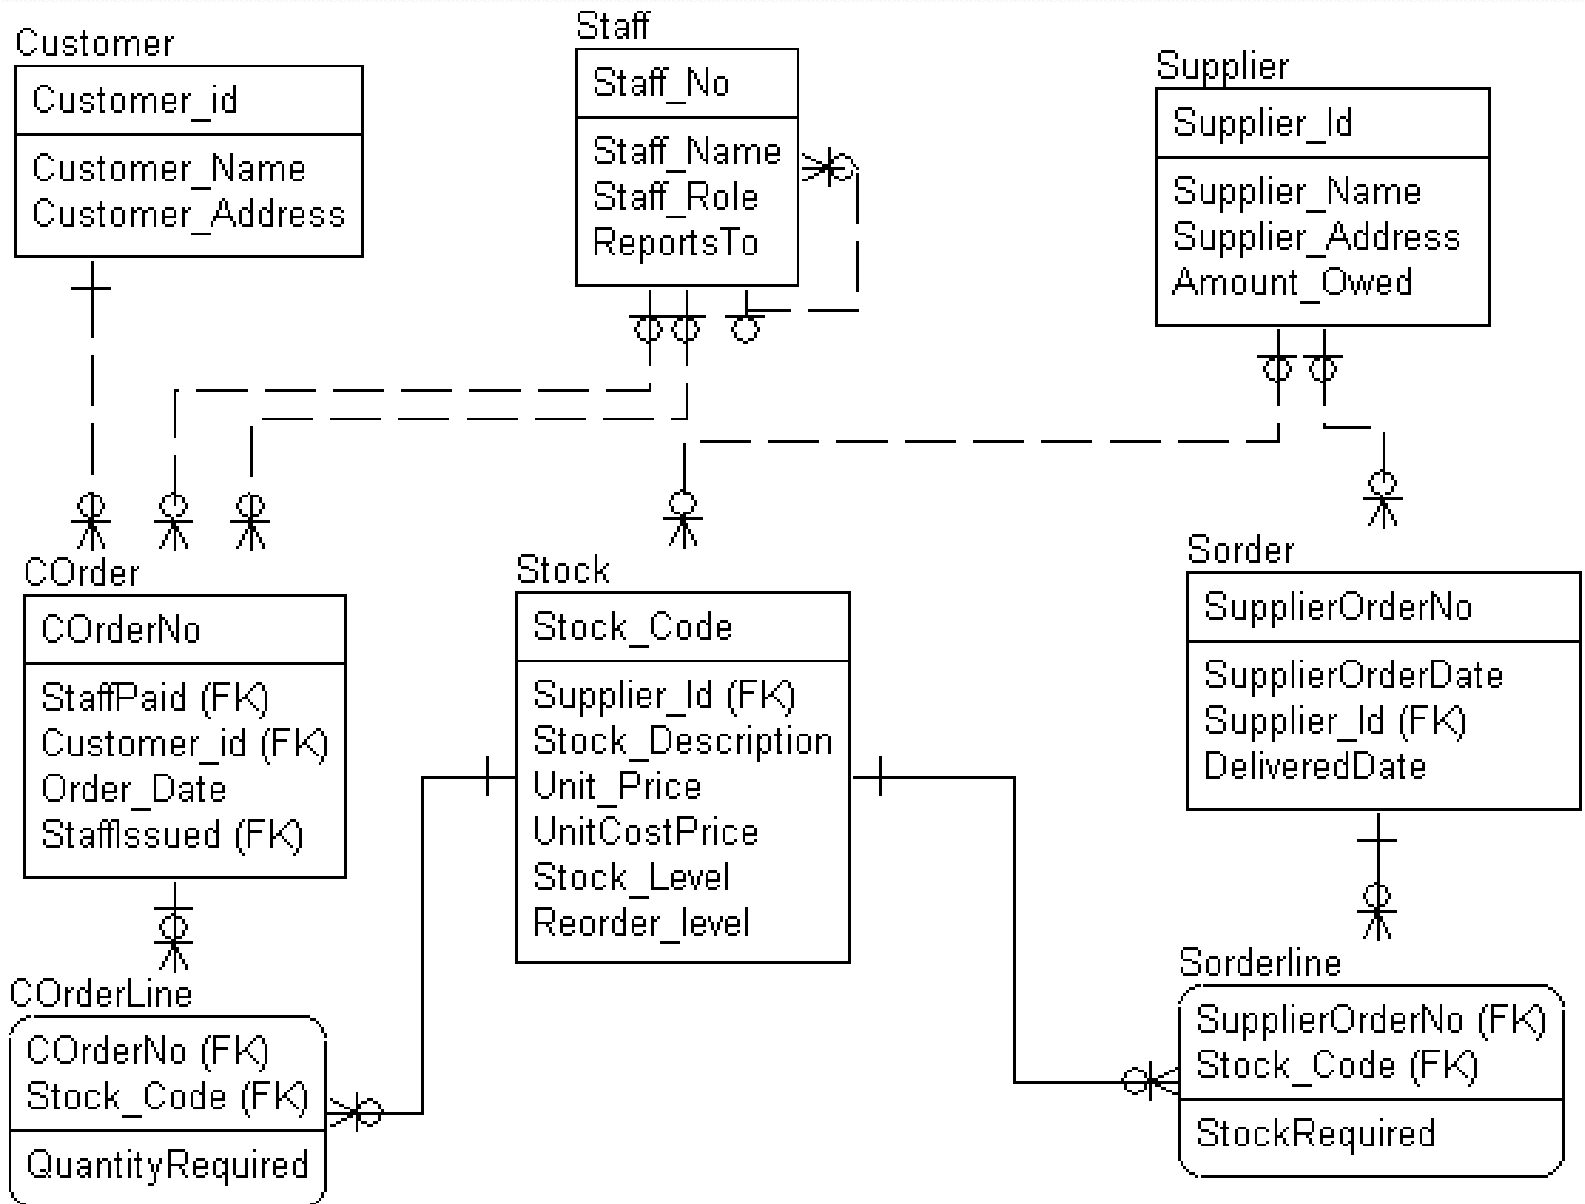 Customer
Customer_id
Customer_Name
Customer_Address
Staff
Staff_No
Staff_Name
Staff_Role
ReportsTo
Supplier
Supplier_Id
Supplier_Name
Supplier_Address
Amount_Owed
COrder
COrderNo
StaffPaid (FK)
Customer_id (FK)
Order_Date
StaffIssued (FK)
Stock
Stock_Code
Supplier_Id (FK)
Stock_Description
Unit_Price
UnitCostPrice
Stock_Level
Reorder_level
Sorder
SupplierOrderNo
SupplierOrderDate
Supplier_Id (FK)
DeliveredDate
COrderLine
COrderNo (FK)
Stock_Code (FK)
QuantityRequired
Sorderline
SupplierOrderNo (FK)
Stock_Code (FK)
StockRequired